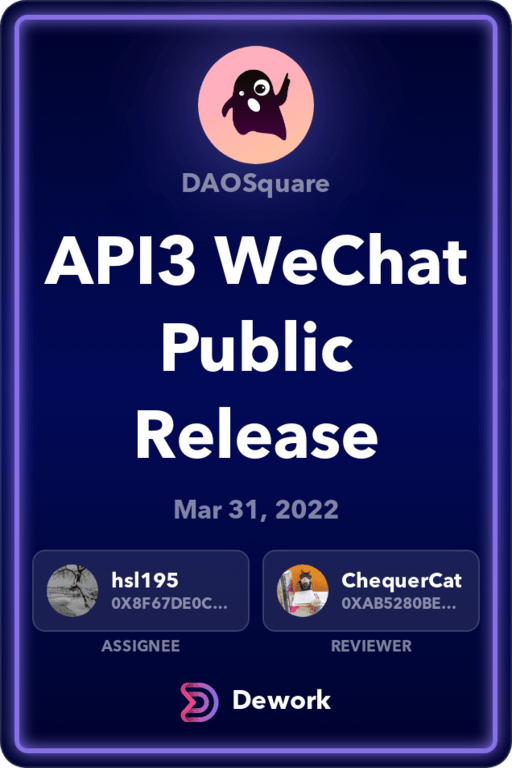 DAOSquare
API3 WeChat
Public
Release
Mar 31, 2022
hsl195
0X8F67DE0C...
ChequerCat
0XAB5280BE...
ASSIGNEE
REVIEWER
Dework